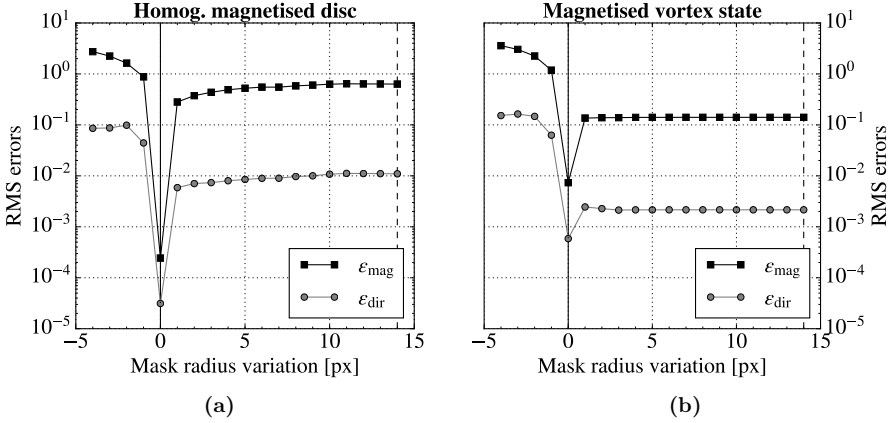 Homog. magnetised disc
Magnetised vortex state
10^1
10^0
10^-1
10^-2
10^-3
10^-4
10^-5
RMS errors
ε_mag
ε_dir
−5 0 5 10 15
Mask radius variation [px]
(a)
ε_mag
ε_dir
−5 0 5 10 15
Mask radius variation [px]
(b)
10^1
10^0
10^-1
10^-2
10^-3
10^-4
10^-5
RMS errors